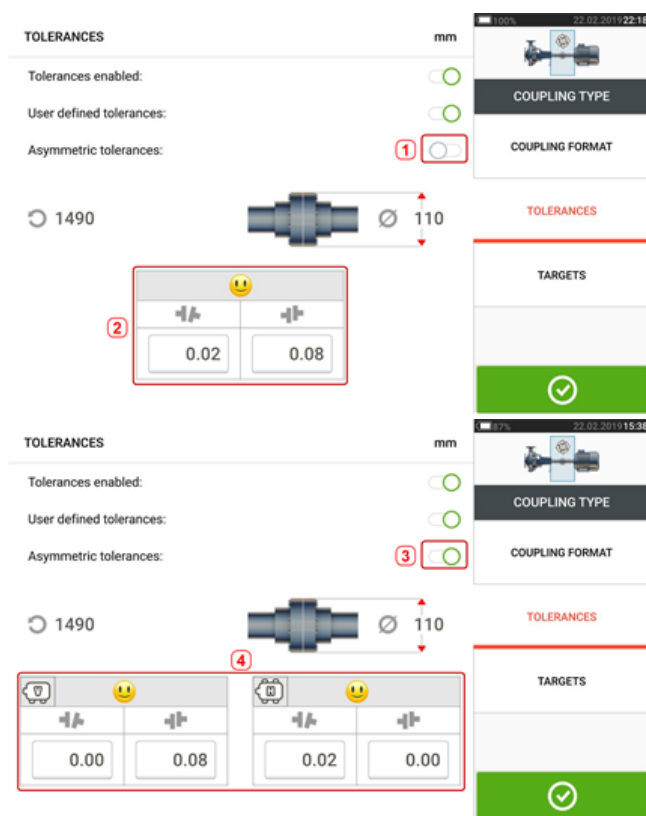 TOLERANCES mm
100% 22.02.2019 22:18
Tolerances enabled:
User defined tolerances:
Asymmetric tolerances:
1
COUPLING TYPE
COUPLING FORMAT
TOLERANCES
TARGETS
1490
Ø 110
2
0.02 0.08
TOLERANCES mm
87% 22.02.2019 15:38
Tolerances enabled:
User defined tolerances:
Asymmetric tolerances:
3
COUPLING TYPE
COUPLING FORMAT
TOLERANCES
TARGETS
1490
Ø 110
4
V H
0.00 0.08 0.02 0.00